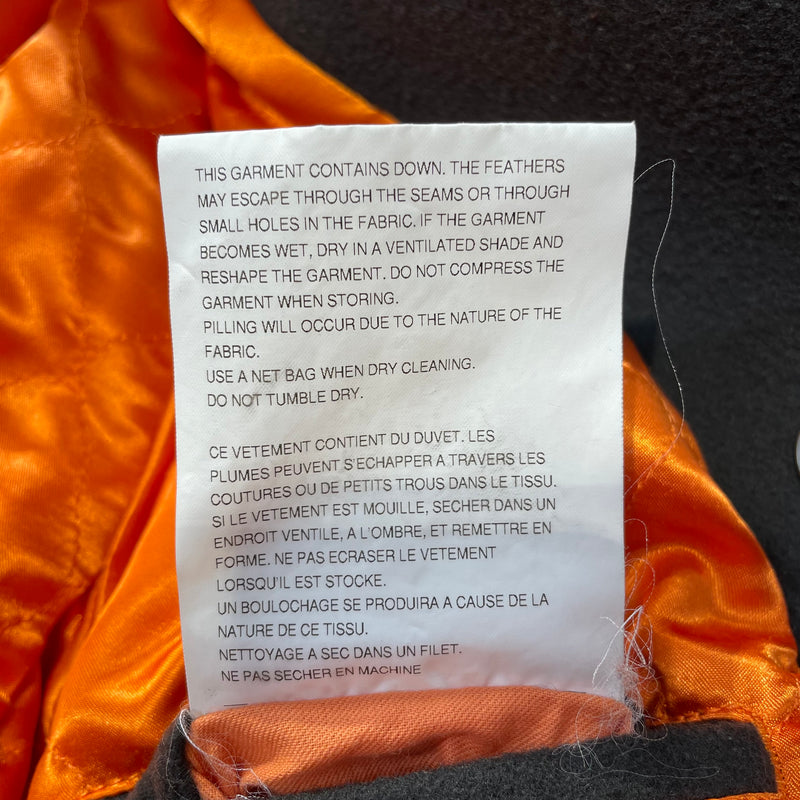 THIS GARMENT CONTAINS DOWN. THE FEATHERS
MAY ESCAPE THROUGH THE SEAMS OR THROUGH
SMALL HOLES IN THE FABRIC. IF THE GARMENT
BECOMES WET, DRY IN A VENTILATED SHADE AND
RESHAPE THE GARMENT. DO NOT COMPRESS THE
GARMENT WHEN STORING.
PILLING WILL OCCUR DUE TO THE NATURE OF THE
FABRIC.
USE A NET BAG WHEN DRY CLEANING.
DO NOT TUMBLE DRY.
CE VETEMENT CONTIENT DU DUVET. LES
PLUMES PEUVENT S'ECHAPPER A TRAVERS LES
COUTURES OU DE PETITS TROUS DANS LE TISSU.
SI LE VETEMENT EST MOUILLE, SECHER DANS UN
ENDROIT VENTILE, A L'OMBRE, ET REMETTRE EN
FORME. NE PAS ECRASER LE VETEMENT
LORSQU'IL EST STOCKE.
UN BOULOCHAGE SE PRODUIRA A CAUSE DE LA
NATURE DE CE TISSU.
NETTOYAGE A SEC DANS UN FILET.
NE PAS SECHER EN MACHINE